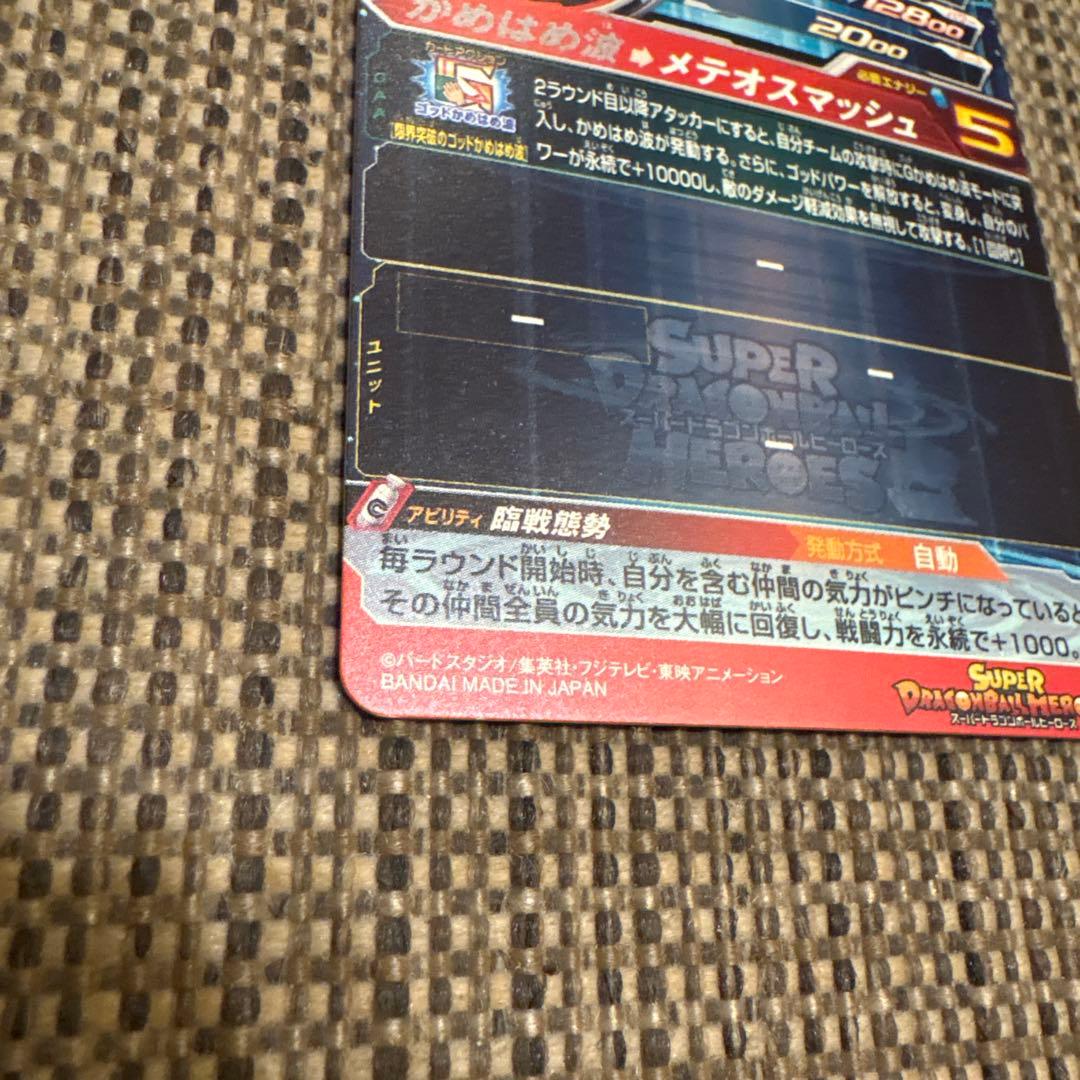 12800
2000
かめはめ波➡メテオスマッシュ
必要エナジー
5
CAA
カードアクション
ゴッドかめはめ波
[限界突破のゴッドかめはめ波]
2ラウンド目以降アタッカーにすると、自分チームの攻撃時にGかめはめ波モードに突
入し、かめはめ波が発動する。さらに、ゴッドパワーを解放すると、変身し、自分のパ
ワーが永続で+10000し、敵のダメージ軽減効果を無視して攻撃する。[1回限り]
ー
ユニット
ー
ー
ー
SUPER
DRAGONBALL
スーパードラゴンボールヒーローズ
HEROES
アビリティ 臨戦態勢
発動方式 自動
毎ラウンド開始時、自分を含む仲間の気力がピンチになっていると
その仲間全員の気力を大幅に回復し、戦闘力を永続で+1000。
©バードスタジオ/集英社・フジテレビ・東映アニメーション
BANDAI MADE IN JAPAN
SUPER
DRAGONBALL HERO
スーパードラゴンボールヒーローズ